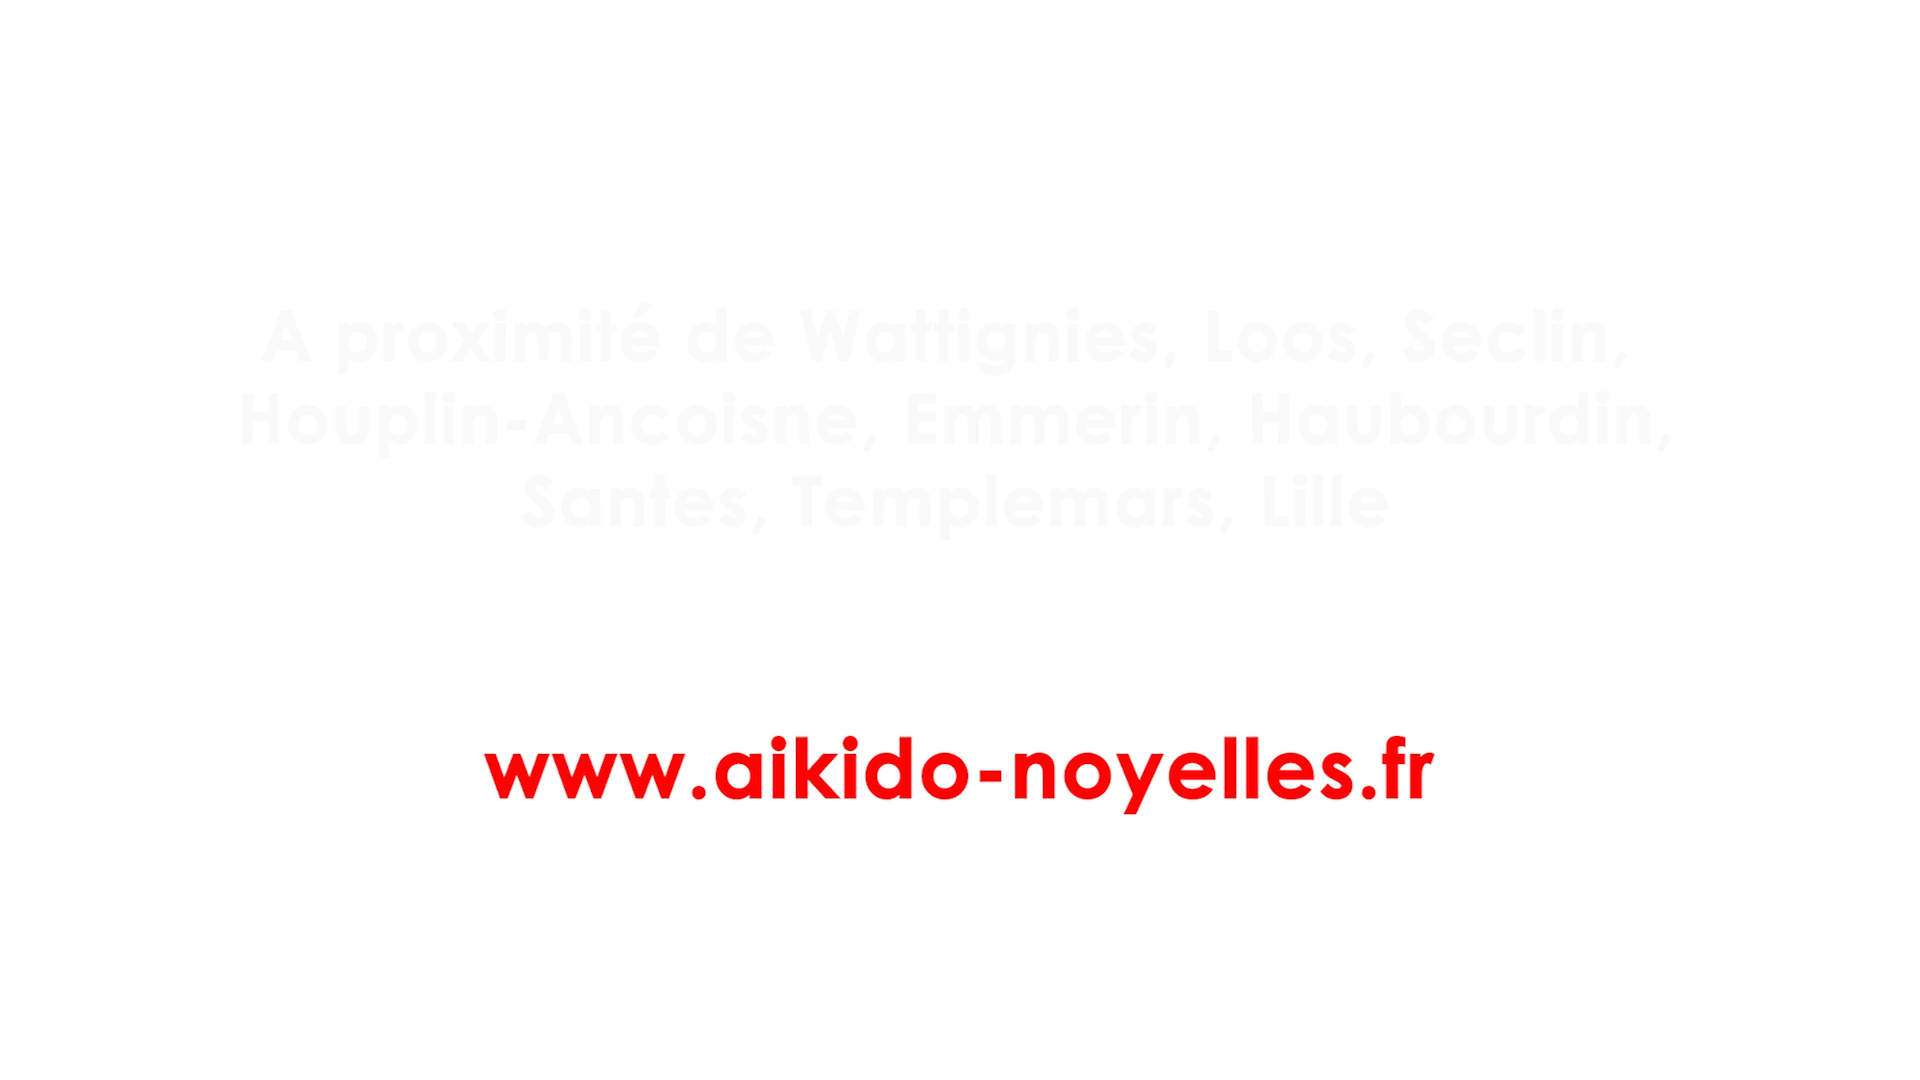 A proximité de Wattignies, Loos, Seclin,
Houplin-Ancoisne, Emmerin, Haubourdin,
Santes, Templemars, Lille
www.aikido-noyelles.fr